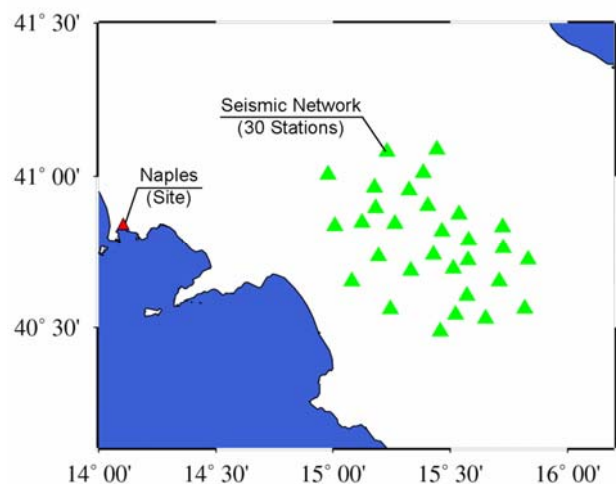 41° 30'
Seismic Network
(30 Stations)
41° 00'
Naples
(Site)
40° 30'
14° 00'
14° 30'
15° 00'
15° 30'
16° 00'